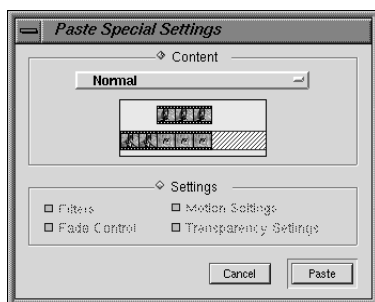 Paste Special Settings
Content
Normal
Settings
Filters
Motion Settings
Fade Control
Transparency Settings
Cancel
Paste